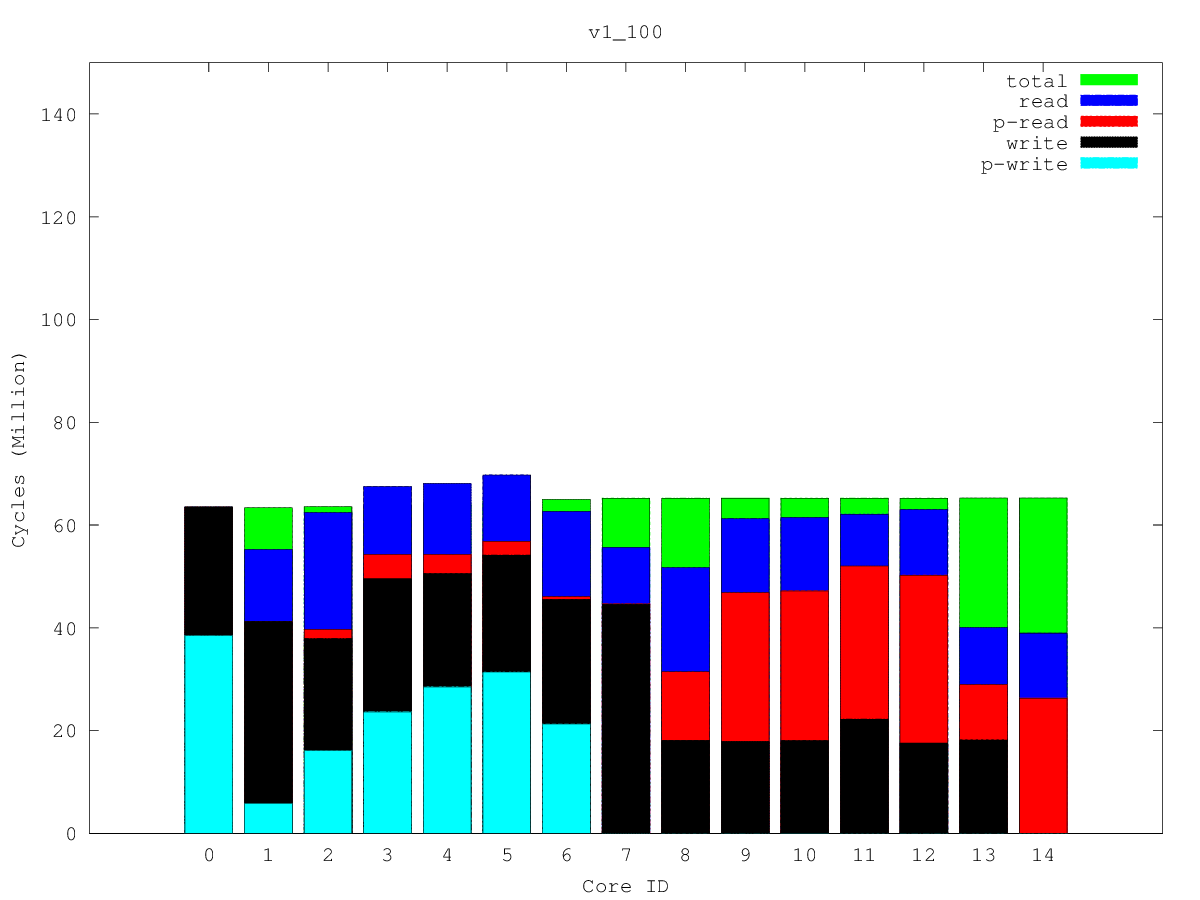 v1_100
total
read
p-read
write
p-write
140
120
100
80
60
40
20
0
Cycles (Million)
0 1 2 3 4 5 6 7 8 9 10 11 12 13 14
Core ID